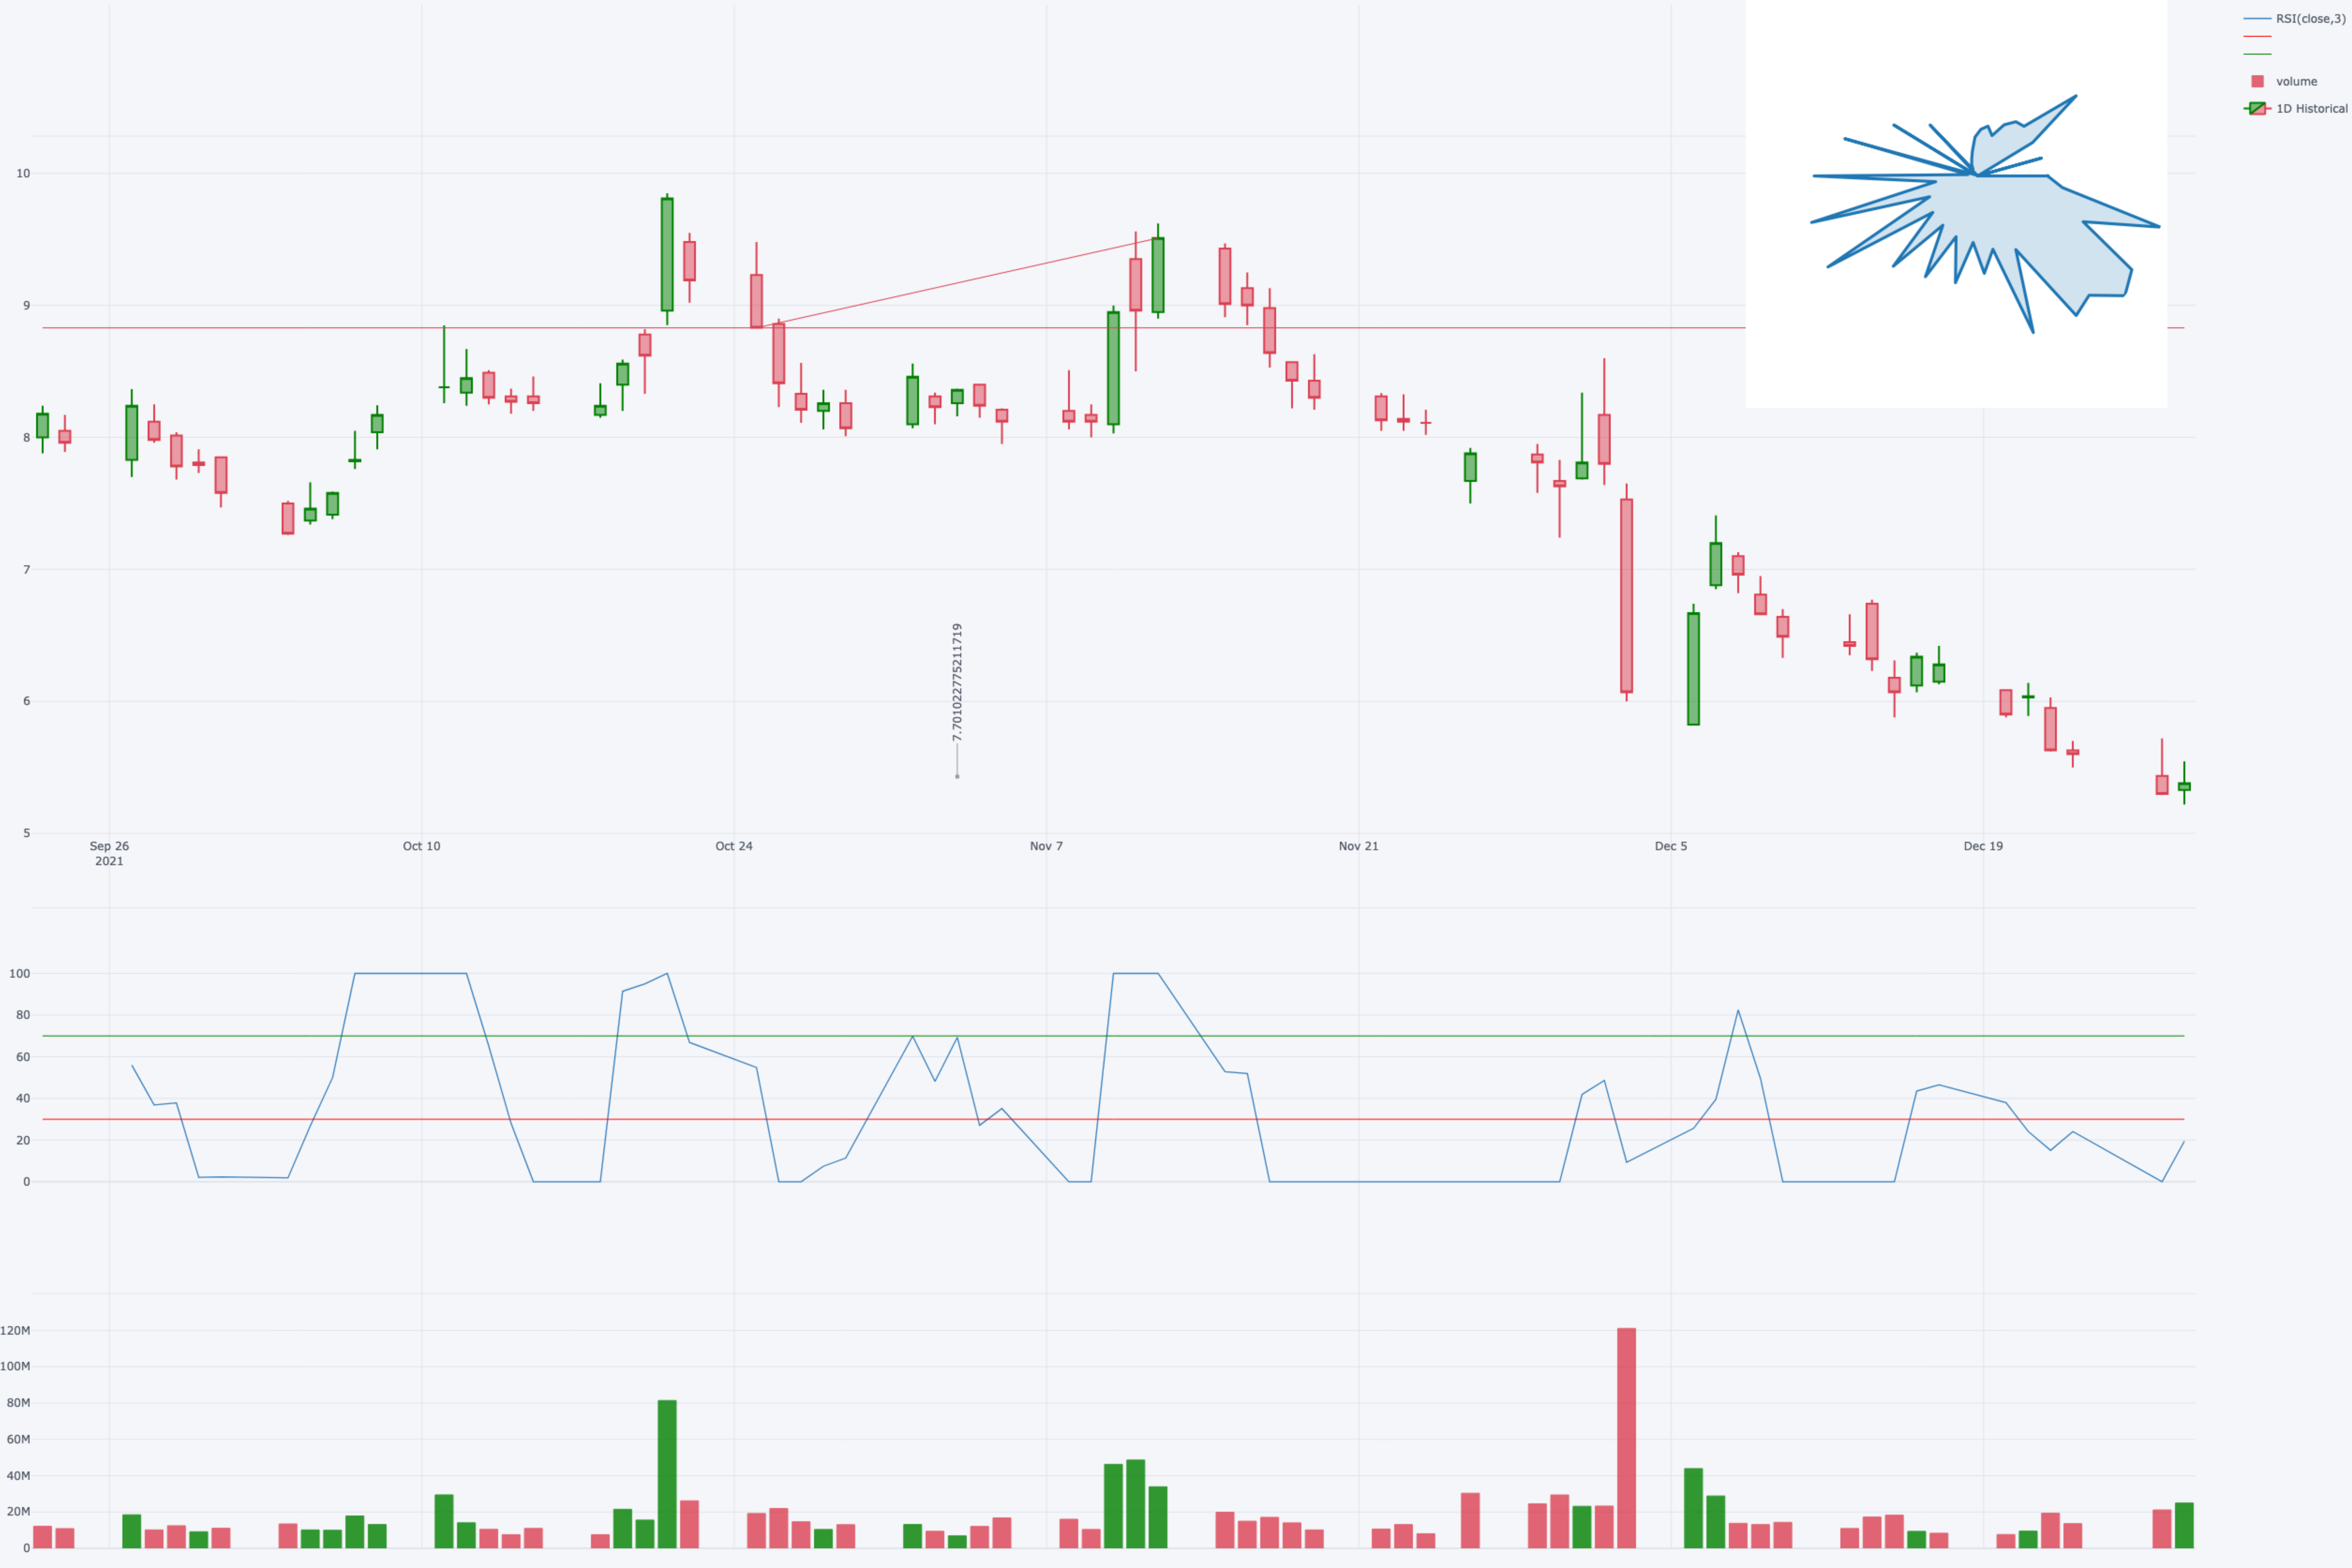 RSI(close,3)
volume
1D Historical
10
9
8
7
6
5
7.701022775211719
Sep 26
2021
Oct 10
Oct 24
Nov 7
Nov 21
Dec 5
Dec 19
100
80
60
40
20
0
120M
100M
80M
60M
40M
20M
0